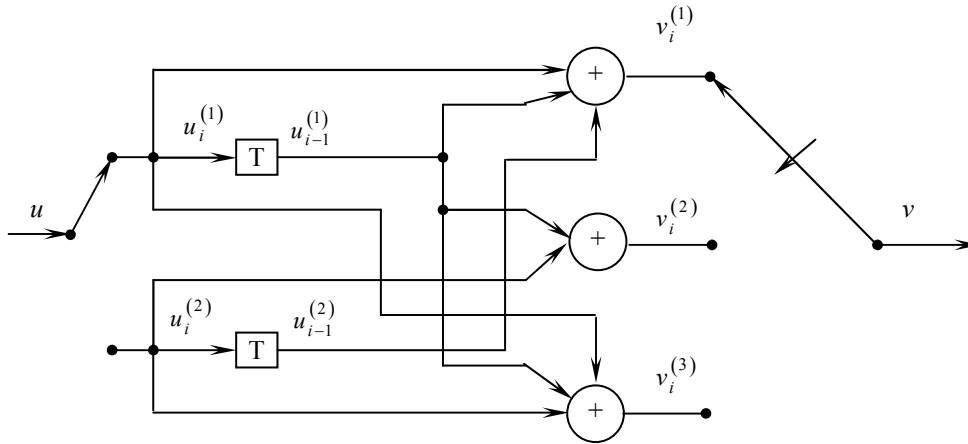 v_i^{(1)}
+
u_i^{(1)} T u_{i-1}^{(1)}
u
v_i^{(2)}
+
v
u_i^{(2)} T u_{i-1}^{(2)}
v_i^{(3)}
+